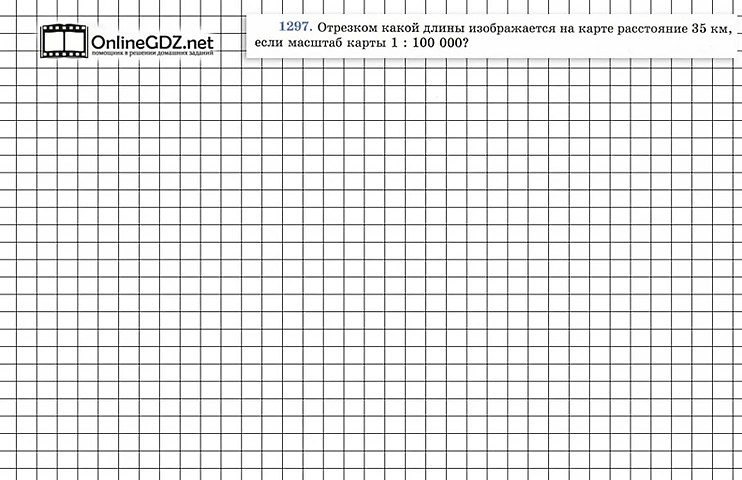 OnlineGDZ.net
помощник в решении домашних заданий
1297. Отрезком какой длины изображается на карте расстояние 35 км,
если масштаб карты 1 : 100 000?